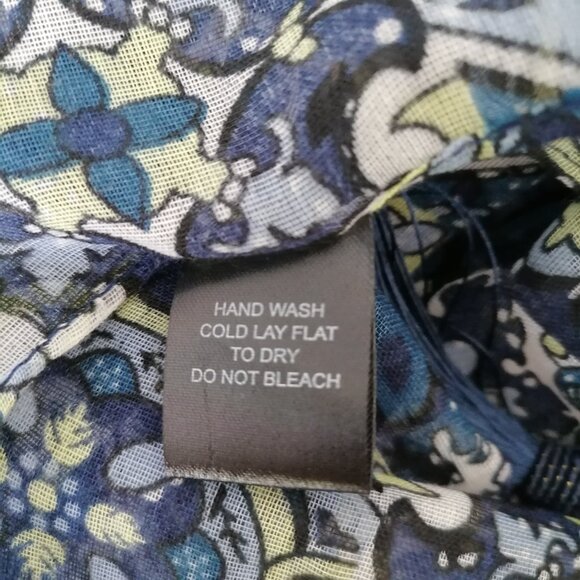 HAND WASH
COLD LAY FLAT
TO DRY
DO NOT BLEACH